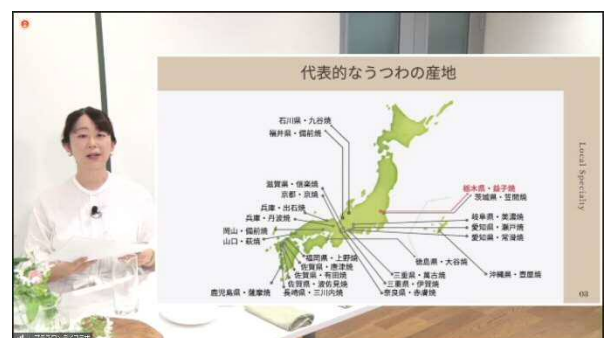 代表的なうつわの産地
石川県・九谷焼
福井県・備前焼
滋賀県・信楽焼
京都・京焼
兵庫・出石焼
兵庫・丹波焼
岡山・備前焼
山口・萩焼
福岡県・上野焼
佐賀県・唐津焼
佐賀県・有田焼
佐賀県・波佐見焼
長崎県・三川内焼
鹿児島県・薩摩焼
栃木県・益子焼
茨城県・笠間焼
岐阜県・美濃焼
愛知県・瀬戸焼
愛知県・常滑焼
徳島県・大谷焼
三重県・萬古焼
三重県・伊賀焼
奈良県・赤膚焼
沖縄県・壺屋焼
Local Specialty
03